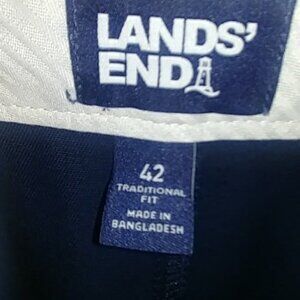 LANDS'
END
42
TRADITIONAL
FIT
MADE IN
BANGLADESH